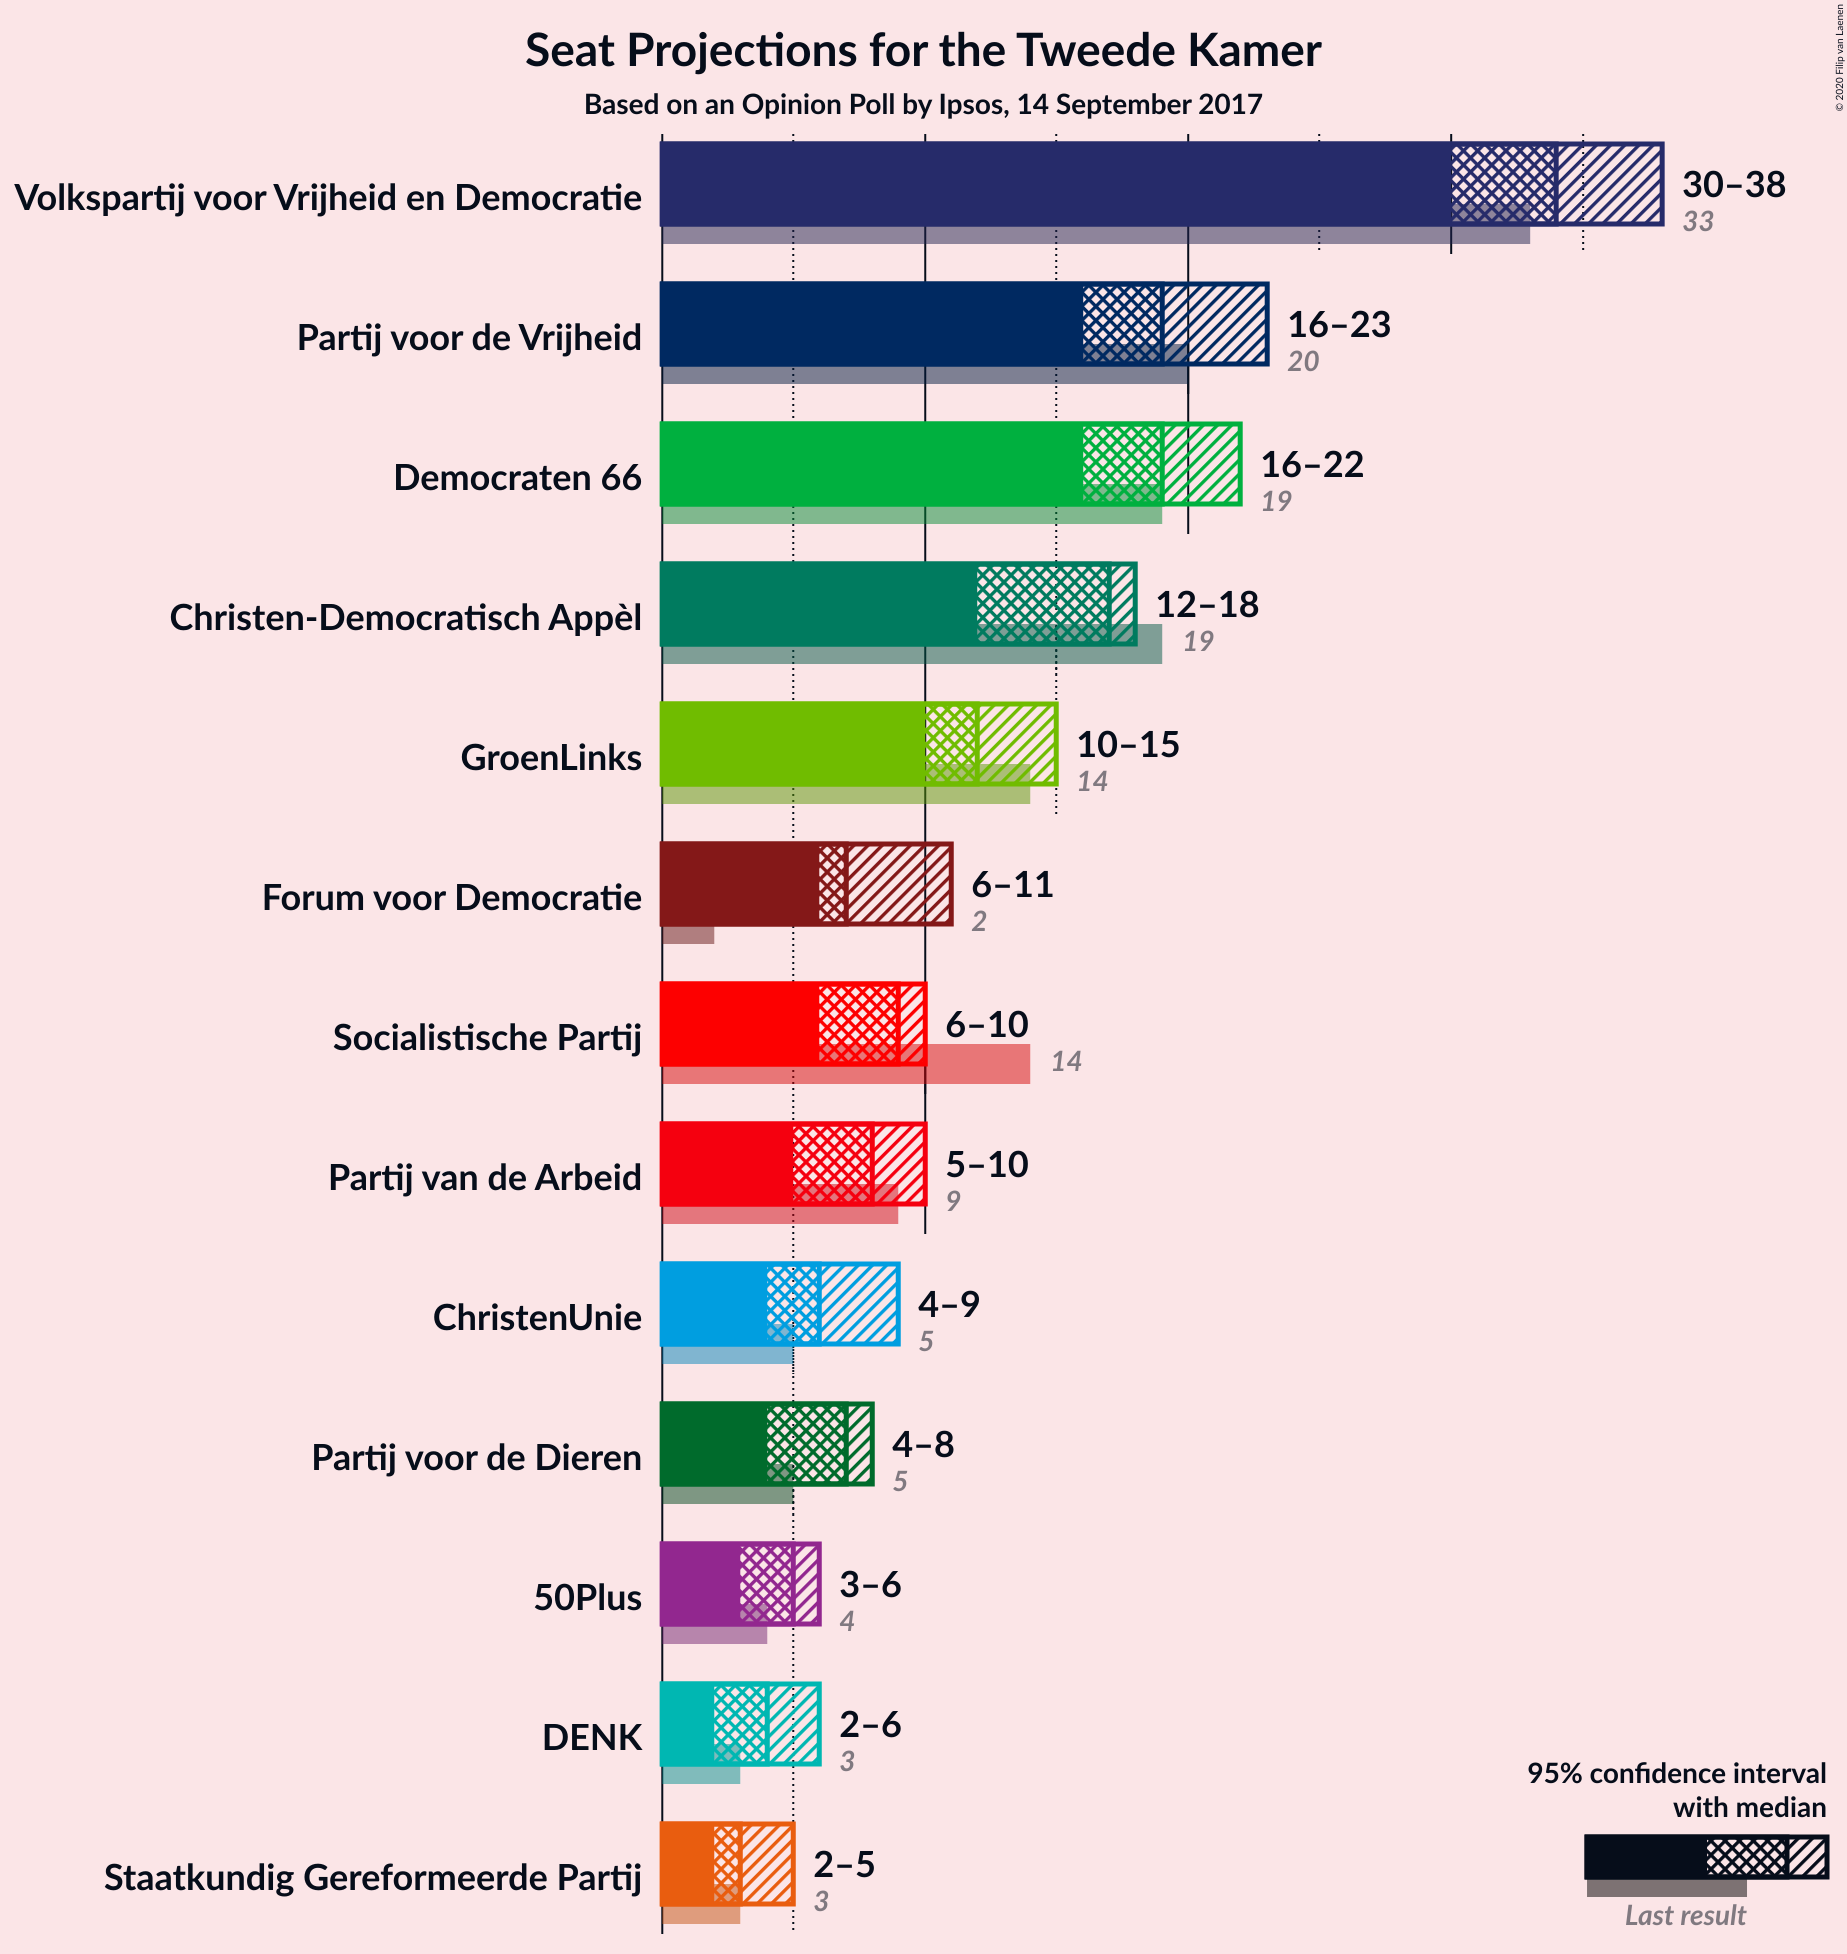 Seat Projections for the Tweede Kamer
Based on an Opinion Poll by Ipsos, 14 September 2017
© 2020 Filip van Laenen
Volkspartij voor Vrijheid en Democratie
30–38
33
Partij voor de Vrijheid
16–23
20
Democraten 66
16–22
19
Christen-Democratisch Appèl
12–18
19
GroenLinks
10–15
14
Forum voor Democratie
6–11
2
Socialistische Partij
6–10
14
Partij van de Arbeid
5–10
9
ChristenUnie
4–9
5
Partij voor de Dieren
4–8
5
50Plus
3–6
4
DENK
2–6
3
Staatkundig Gereformeerde Partij
2–5
3
95% confidence interval
with median
Last result